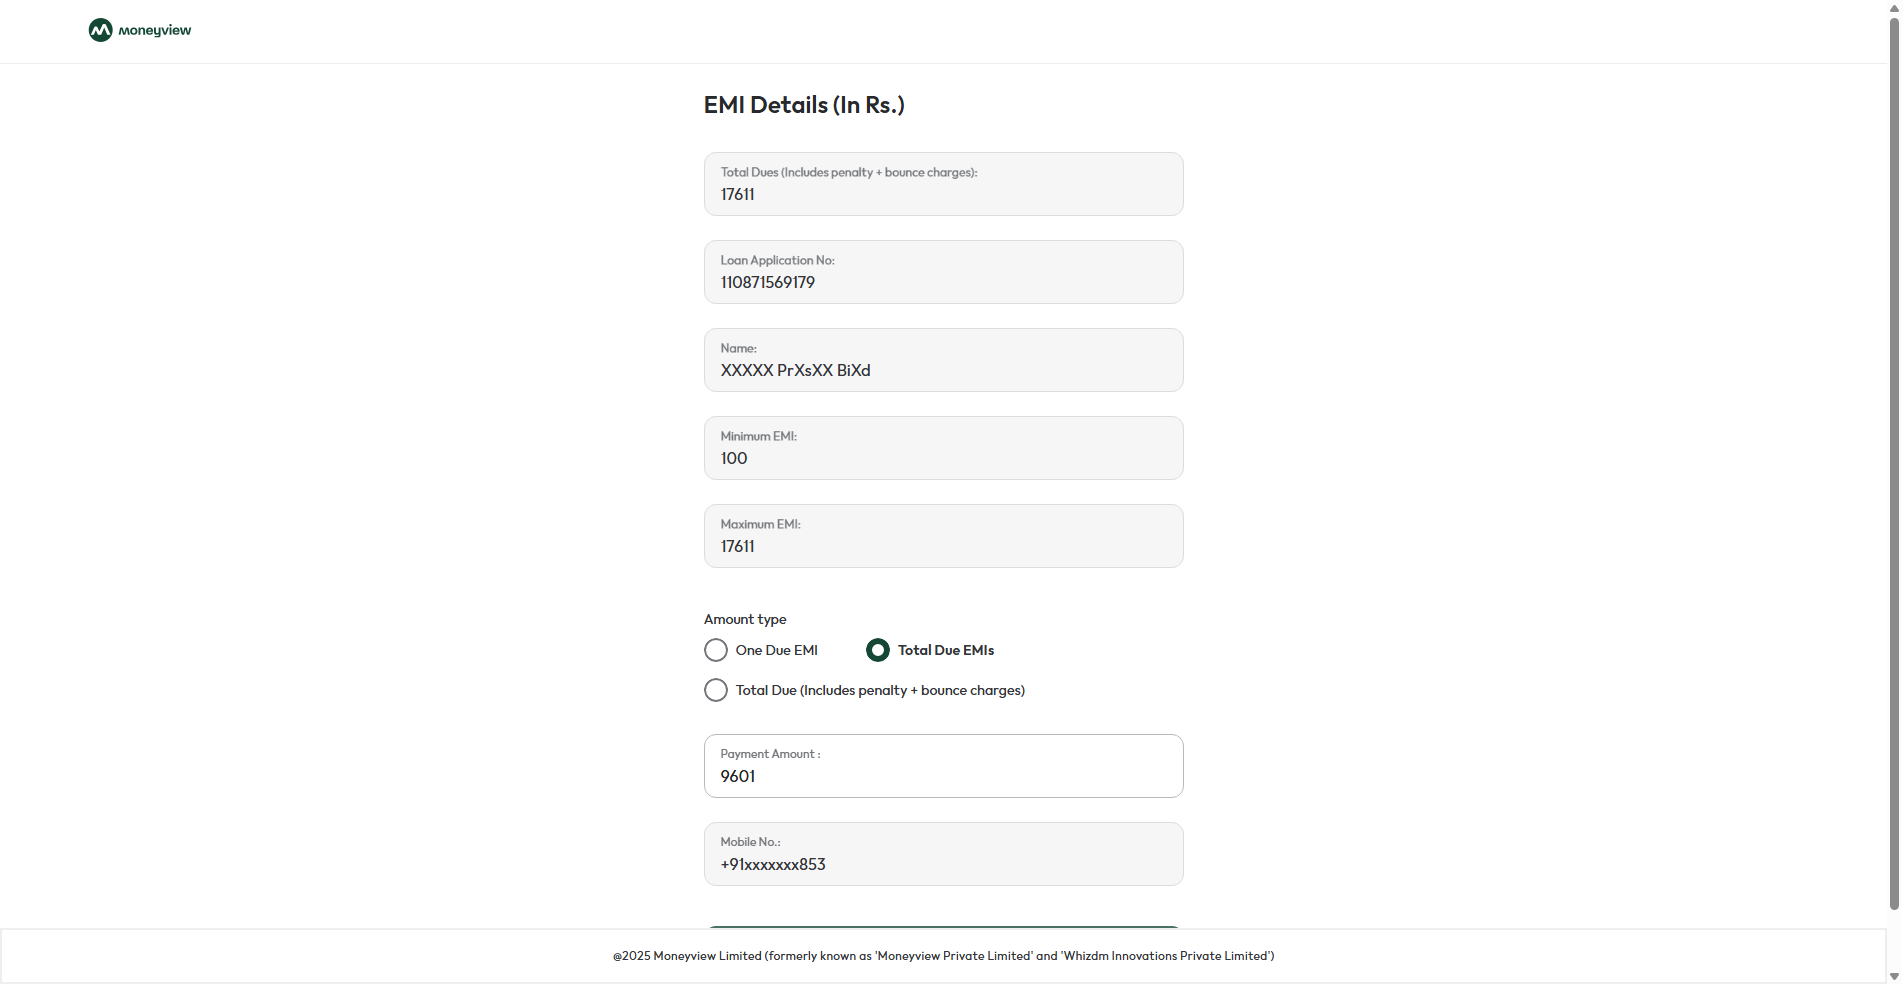 moneyview
EMI Details (In Rs.)
Total Dues (Includes penalty + bounce charges):
17611
Loan Application No:
110871569179
Name:
XXXXX PrXsXX BiXd
Minimum EMI:
100
Maximum EMI:
17611
Amount type
One Due EMI
Total Due EMIs
Total Due (Includes penalty + bounce charges)
Payment Amount :
9601
Mobile No.:
+91xxxxxxx853
@2025 Moneyview Limited (formerly known as 'Moneyview Private Limited' and 'Whizdm Innovations Private Limited')